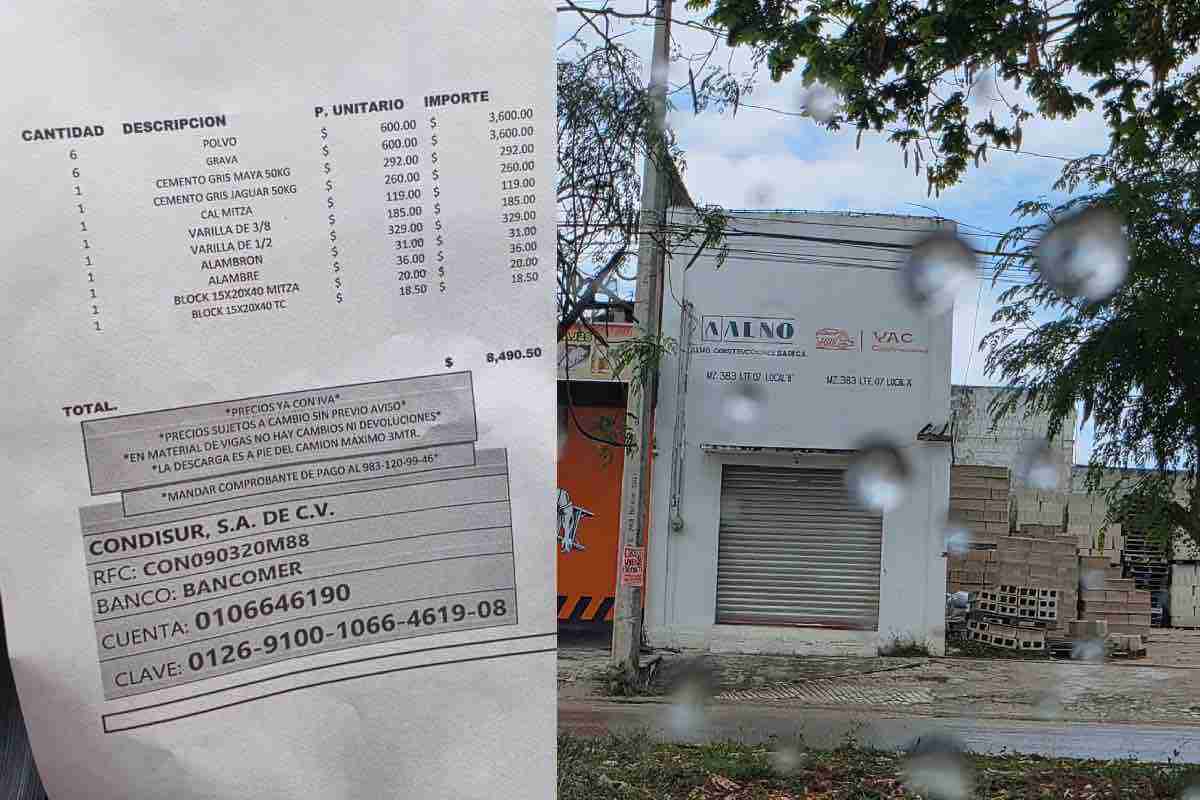 CANTIDAD DESCRIPCION P. UNITARIO IMPORTE
6 POLVO $ 600.00 $ 3,600.00
6 GRAVA $ 600.00 $ 3,600.00
1 CEMENTO GRIS MAYA 50KG $ 292.00 $ 292.00
1 CEMENTO GRIS JAGUAR 50KG $ 260.00 $ 260.00
1 CAL MITZA $ 119.00 $ 119.00
1 VARILLA DE 3/8 $ 185.00 $ 185.00
1 VARILLA DE 1/2 $ 329.00 $ 329.00
1 ALAMBRON $ 31.00 $ 31.00
1 ALAMBRE $ 36.00 $ 36.00
1 BLOCK 15X20X40 MITZA $ 20.00 $ 20.00
1 BLOCK 15X20X40 TC $ 18.50 $ 18.50
TOTAL. $ 8,490.50
*PRECIOS YA CON IVA*
*PRECIOS SUJETOS A CAMBIO SIN PREVIO AVISO*
*EN MATERIAL DE VIGAS NO HAY CAMBIOS NI DEVOLUCIONES*
*LA DESCARGA ES A PIE DEL CAMION MAXIMO 3MTR.
*MANDAR COMPROBANTE DE PAGO AL 983-120-99-46*
CONDISUR, S.A. DE C.V.
RFC: CON090320M88
BANCO: BANCOMER
CUENTA: 0106646190
CLAVE: 0126-9100-1066-4619-08
AALNO
CONSTRUCCIONES
VAC
MZ. 383 LTE. 07 LOCAL "B"
MZ. 383 LTE. 07 LOCAL "A"